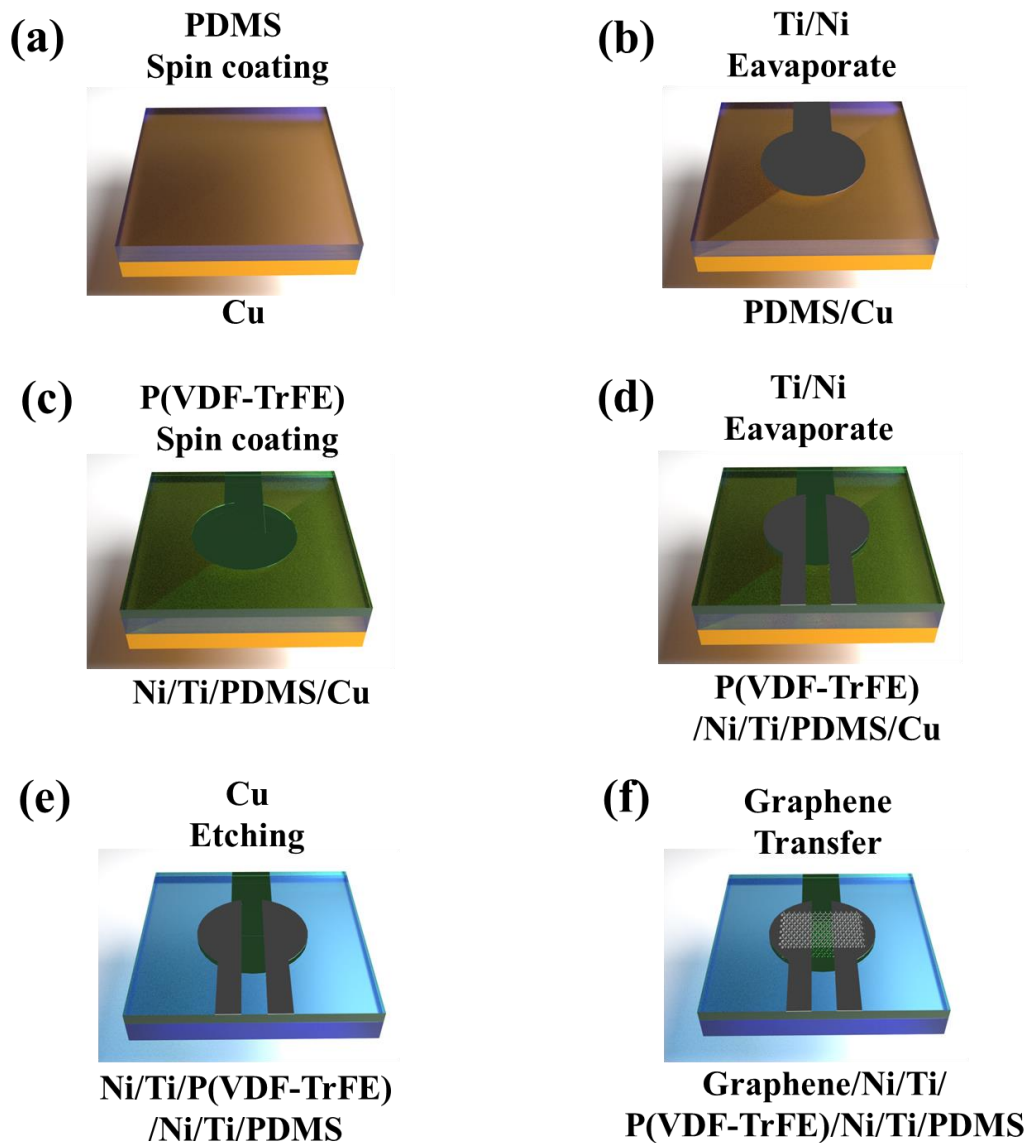 (a)
PDMS
Spin coating
Cu
(b)
Ti/Ni
Eavaporate
PDMS/Cu
(c)
P(VDF-TrFE)
Spin coating
Ni/Ti/PDMS/Cu
(d)
Ti/Ni
Eavaporate
P(VDF-TrFE)
/Ni/Ti/PDMS/Cu
(e)
Cu
Etching
Ni/Ti/P(VDF-TrFE)
/Ni/Ti/PDMS
(f)
Graphene
Transfer
Graphene/Ni/Ti/
P(VDF-TrFE)/Ni/Ti/PDMS